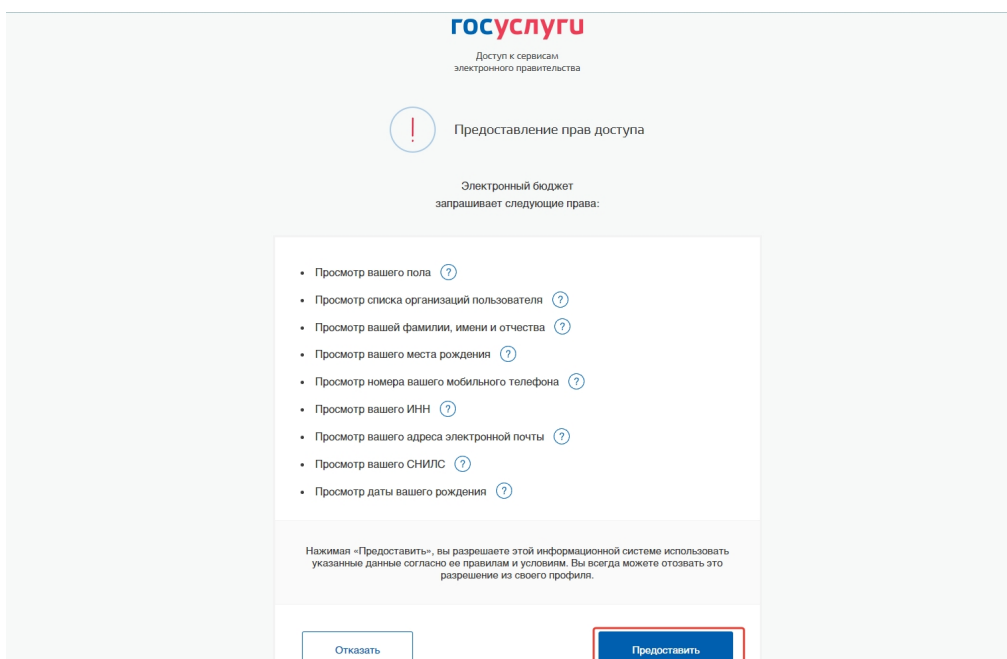 госуслуги
Доступ к сервисам
электронного правительства
!
Предоставление прав доступа
Электронный бюджет
запрашивает следующие права:
• Просмотр вашего пола ?
• Просмотр списка организаций пользователя ?
• Просмотр вашей фамилии, имени и отчества ?
• Просмотр вашего места рождения ?
• Просмотр номера вашего мобильного телефона ?
• Просмотр вашего ИНН ?
• Просмотр вашего адреса электронной почты ?
• Просмотр вашего СНИЛС ?
• Просмотр даты вашего рождения ?
Нажимая «Предоставить», вы разрешаете этой информационной системе использовать
указанные данные согласно ее правилам и условиям. Вы всегда можете отозвать это
разрешение из своего профиля.
Отказать
Предоставить